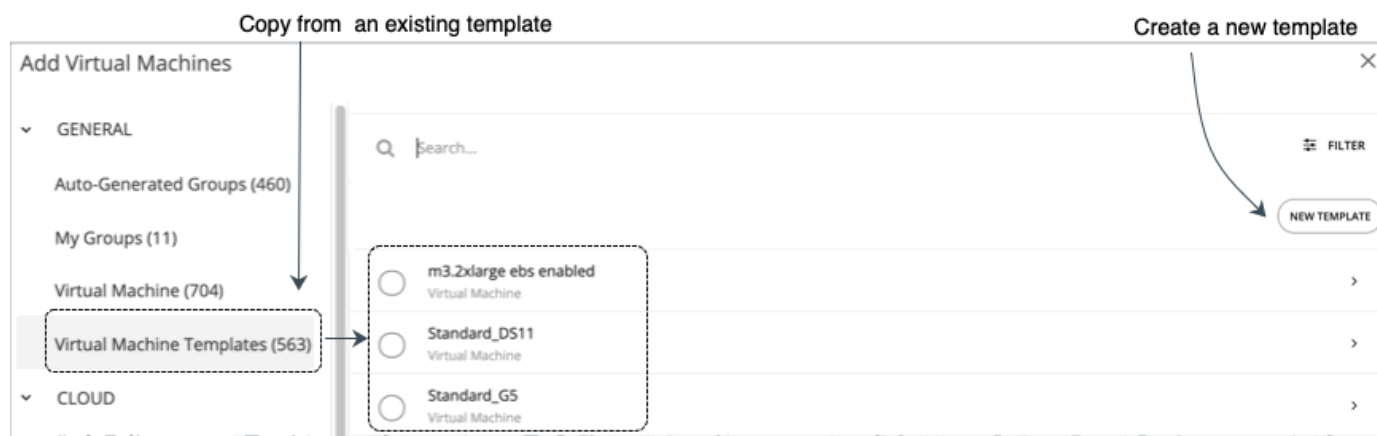 Copy from an existing template
Create a new template
Add Virtual Machines
GENERAL
Auto-Generated Groups (460)
My Groups (11)
Virtual Machine (704)
Virtual Machine Templates (563)
CLOUD
Search...
FILTER
NEW TEMPLATE
m3.2xlarge ebs enabled
Virtual Machine
Standard_DS11
Virtual Machine
Standard_G5
Virtual Machine